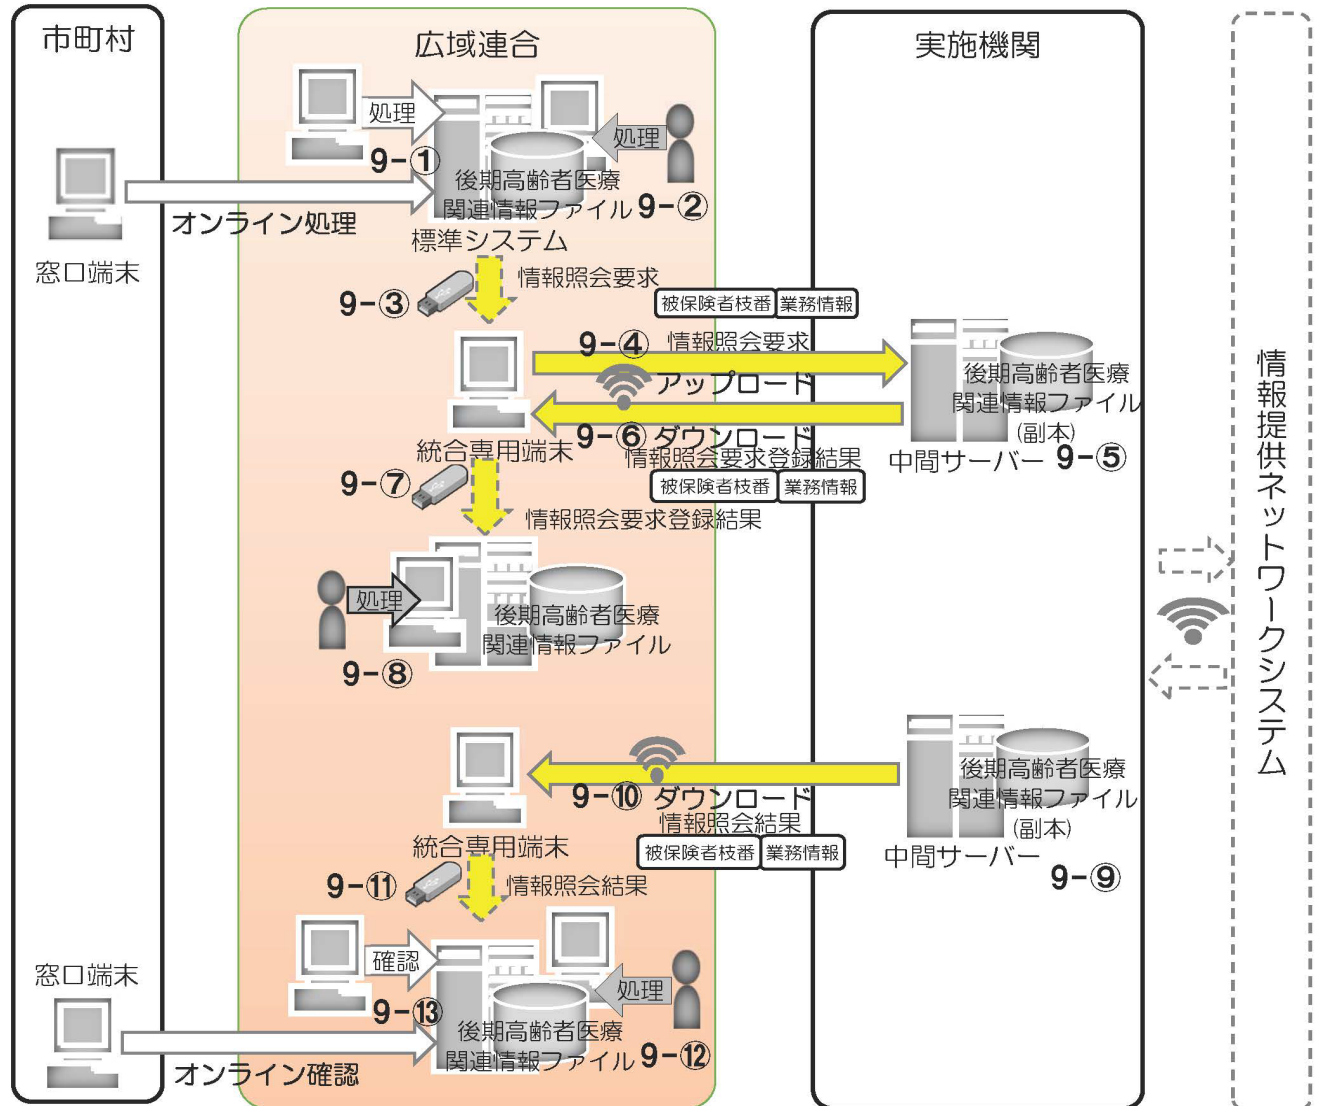 市町村
広域連合
実施機関
処理
処理
9-①
後期高齢者医療
関連情報ファイル
9-②
オンライン処理
標準システム
窓口端末
9-③
情報照会要求
被保険者枝番
業務情報
9-④
情報照会要求
アップロード
後期高齢者医療
関連情報ファイル
(副本)
9-⑥
ダウンロード
統合専用端末
情報照会要求登録結果
中間サーバー
9-⑤
被保険者枝番
業務情報
9-⑦
情報照会要求登録結果
処理
後期高齢者医療
関連情報ファイル
9-⑧
情報提供ネットワークシステム
後期高齢者医療
関連情報ファイル
(副本)
9-⑩
ダウンロード
情報照会結果
統合専用端末
被保険者枝番
業務情報
中間サーバー
9-⑨
9-⑪
情報照会結果
確認
処理
窓口端末
9-⑬
後期高齢者医療
関連情報ファイル
9-⑫
オンライン確認